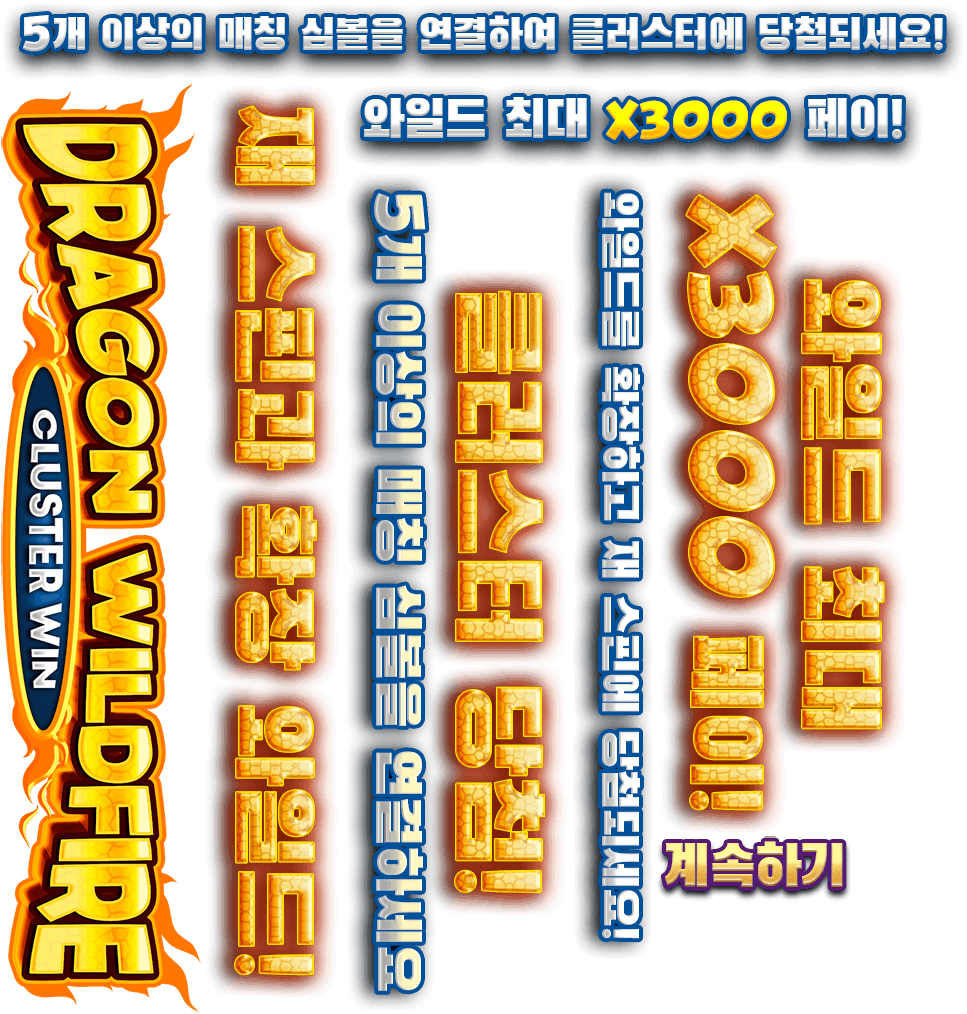 5개 이상의 매칭 심볼을 연결하여 클러스터에 당첨되세요!
와일드 최대 X3000 페이!
DRAGON WILDFIRE
CLUSTER WIN
재 스핀과 확장 와일드!
5개 이상의 매칭 심볼을 연결하세요
클러스터 당첨!
와일드를 확장하고 재 스핀에 당첨되세요!
와일드 최대
X3000 페이!
계속하기